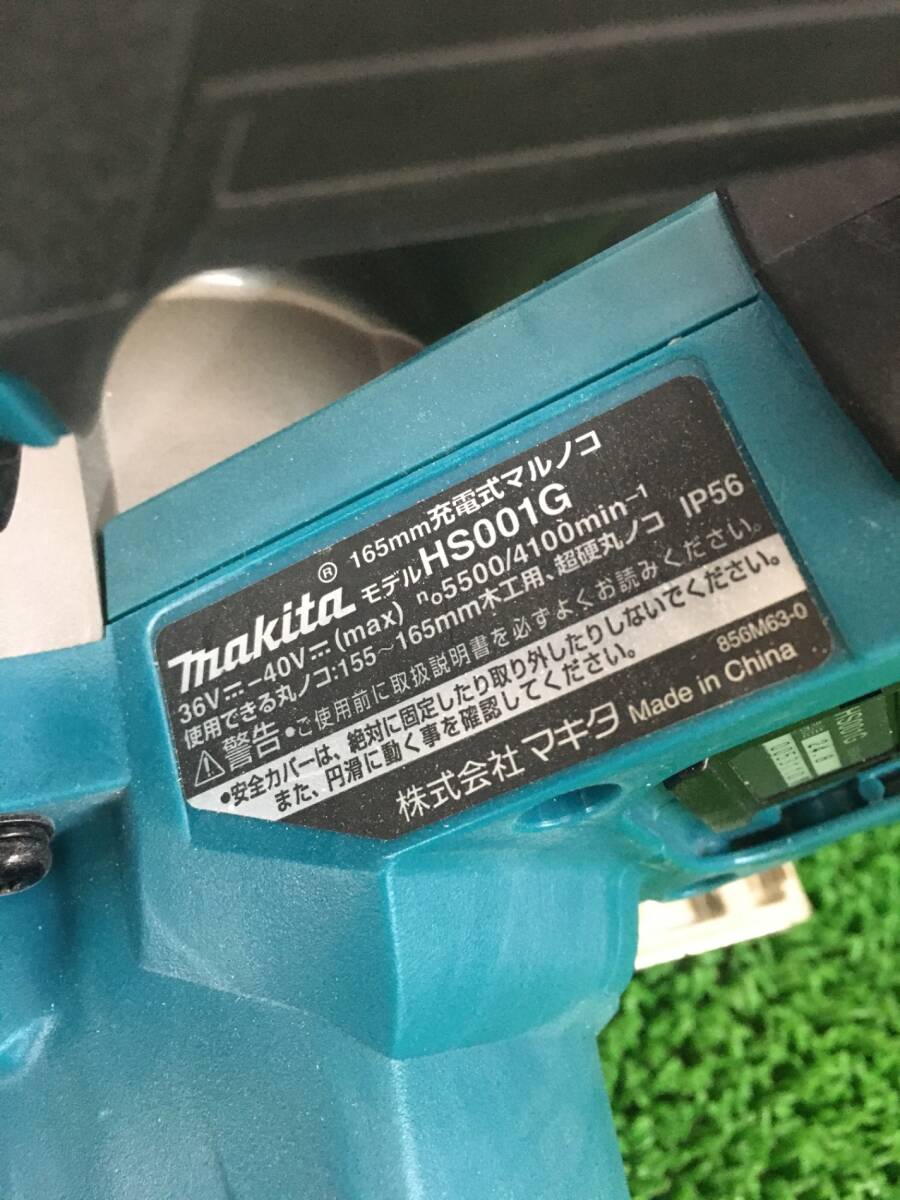 makita® 165mm充電式マルノコ
モデルHS001G
36V⎓-40V⎓(max) n₀5500/4100min⁻¹
使用できる丸ノコ:155～165mm木工用、超硬丸ノコ IP56
⚠警告 •ご使用前に取扱説明書を必ずよくお読みください。
•安全カバーは、絶対に固定したり取り外したりしないでください。
また、円滑に動く事を確認してください。
856M63-0
株式会社 マキタ Made in China
HS001G